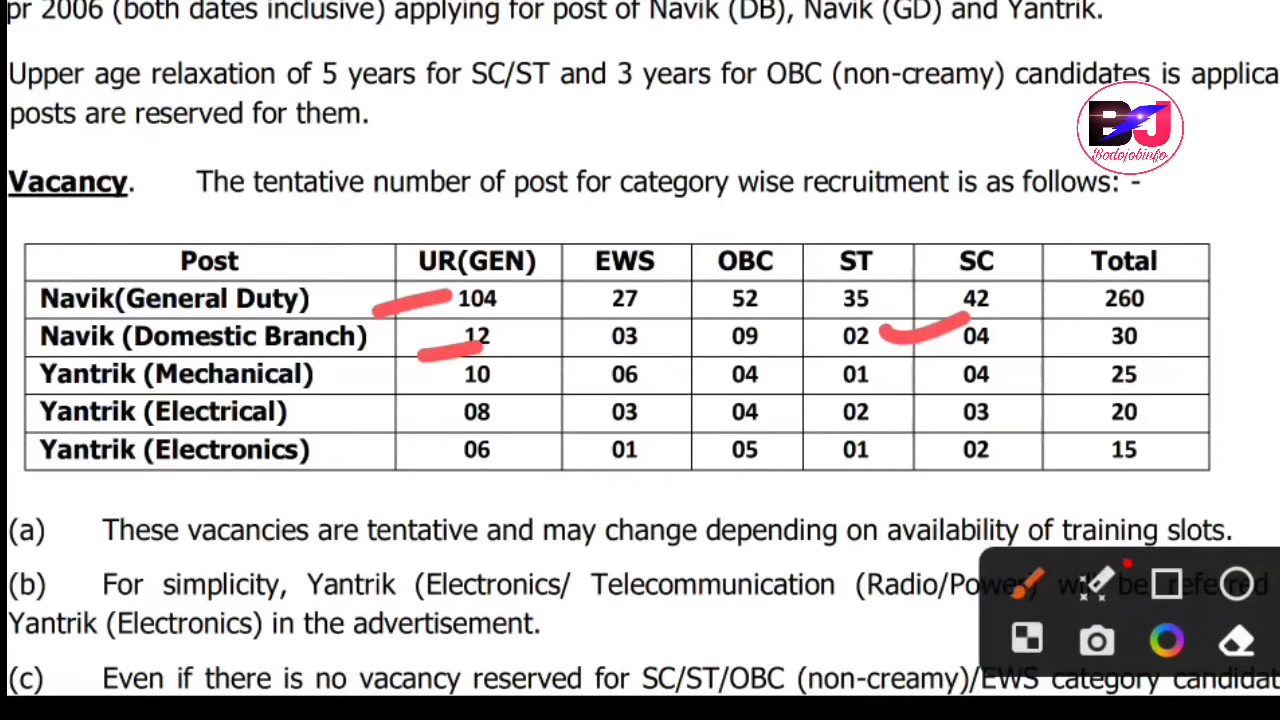 pr 2006 (both dates inclusive) applying for post of Navik (DB), Navik (GD) and Yantrik.
Upper age relaxation of 5 years for SC/ST and 3 years for OBC (non-creamy) candidates is applica
posts are reserved for them.
BJ
Bodojobinfo
Vacancy. The tentative number of post for category wise recruitment is as follows: -
Post UR(GEN) EWS OBC ST SC Total
Navik(General Duty) 104 27 52 35 42 260
Navik (Domestic Branch) 12 03 09 02 04 30
Yantrik (Mechanical) 10 06 04 01 04 25
Yantrik (Electrical) 08 03 04 02 03 20
Yantrik (Electronics) 06 01 05 01 02 15
(a) These vacancies are tentative and may change depending on availability of training slots.
(b) For simplicity, Yantrik (Electronics/ Telecommunication (Radio/Power) will be referred
Yantrik (Electronics) in the advertisement.
(c) Even if there is no vacancy reserved for SC/ST/OBC (non-creamy)/EWS category candidat